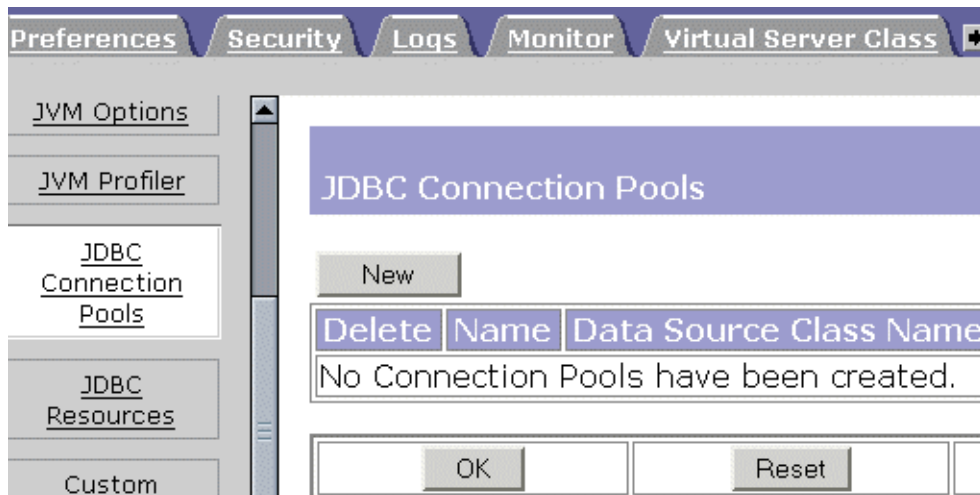 Preferences Security Logs Monitor Virtual Server Class
JVM Options
JVM Profiler
JDBC
Connection
Pools
JDBC
Resources
Custom
JDBC Connection Pools
New
Delete Name Data Source Class Name
No Connection Pools have been created.
OK Reset